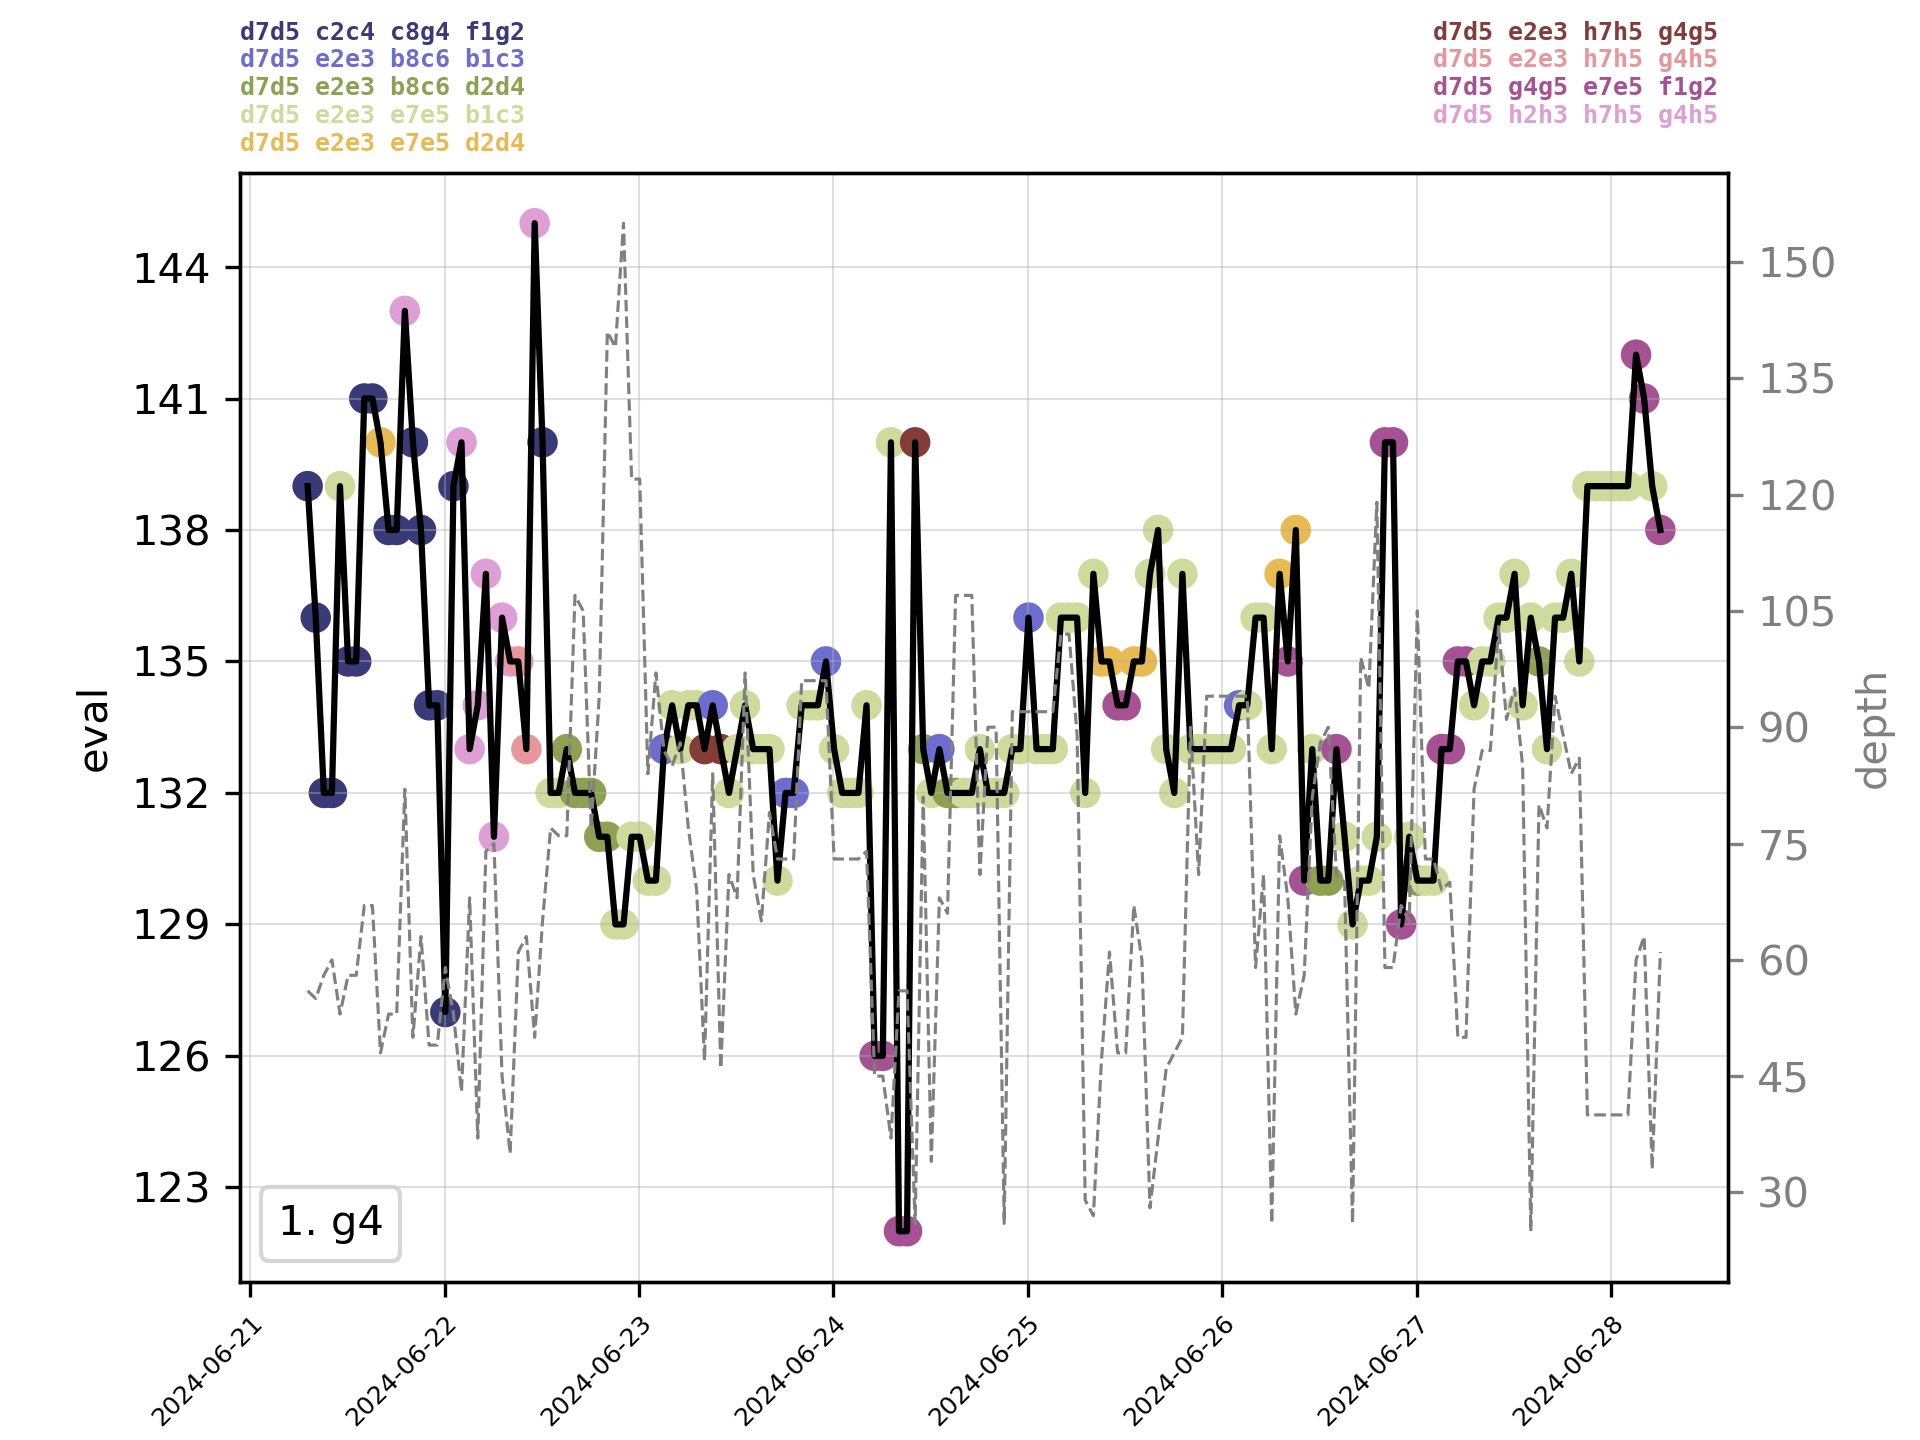 d7d5 c2c4 c8g4 f1g2
d7d5 e2e3 b8c6 b1c3
d7d5 e2e3 b8c6 d2d4
d7d5 e2e3 e7e5 b1c3
d7d5 e2e3 e7e5 d2d4
d7d5 e2e3 h7h5 g4g5
d7d5 e2e3 h7h5 g4h5
d7d5 g4g5 e7e5 f1g2
d7d5 h2h3 h7h5 g4h5
eval
144
141
138
135
132
129
126
123
1. g4
150
135
120
105
90
75
60
45
30
depth
2024-06-21
2024-06-22
2024-06-23
2024-06-24
2024-06-25
2024-06-26
2024-06-27
2024-06-28